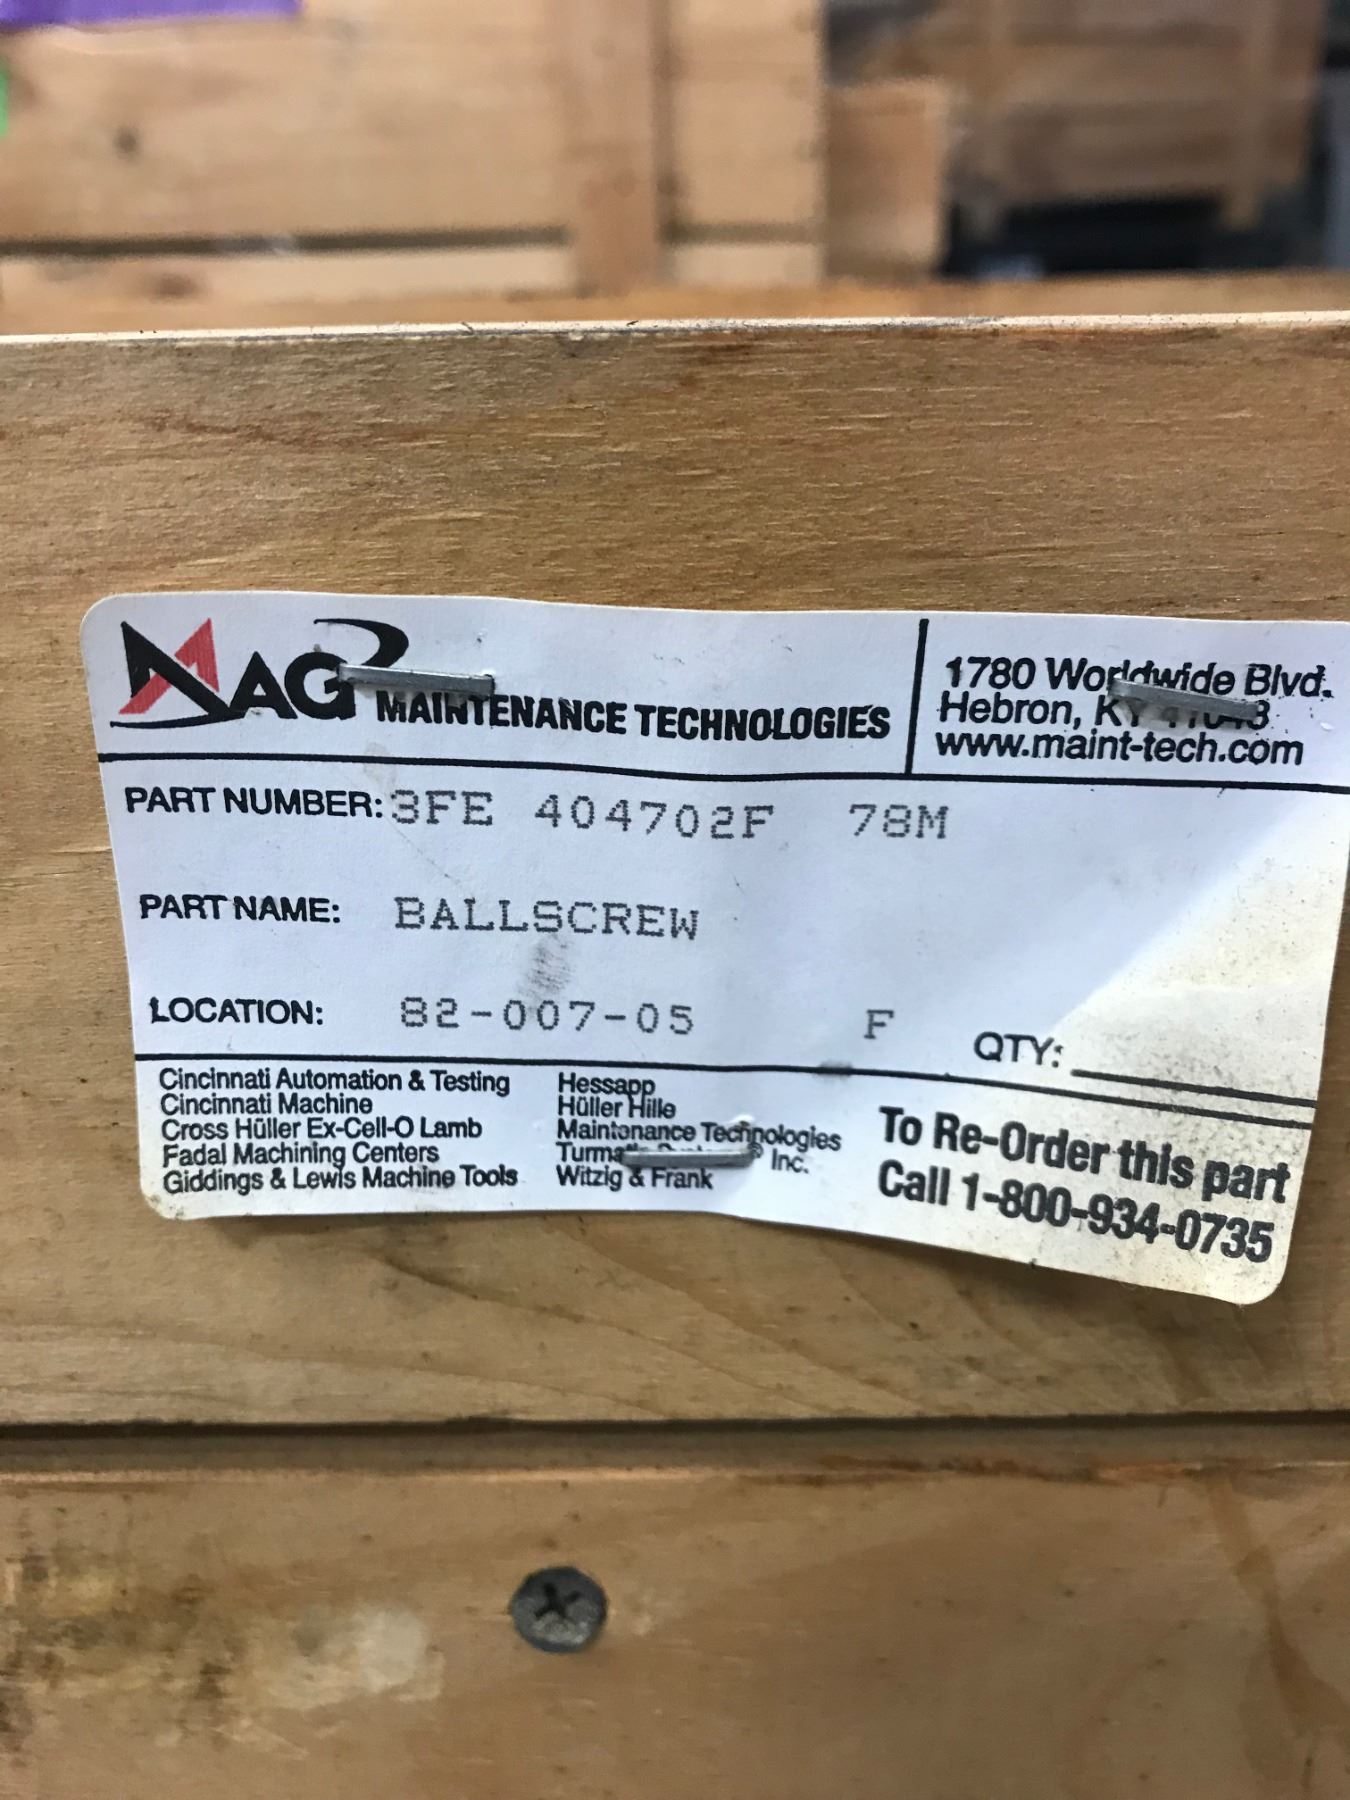 MAG
MAINTENANCE TECHNOLOGIES
1780 Worldwide Blvd.
Hebron, KY 41048
www.maint-tech.com
PART NUMBER: 3FE 404702F 78M
PART NAME: BALLSCREW
LOCATION: 82-007-05 F QTY:
Cincinnati Automation & Testing
Cincinnati Machine
Cross Hüller Ex-Cell-O Lamb
Fadal Machining Centers
Giddings & Lewis Machine Tools
Hessapp
Hüller Hille
Maintenance Technologies
® Inc.
Witzig & Frank
To Re-Order this part
Call 1-800-934-0735